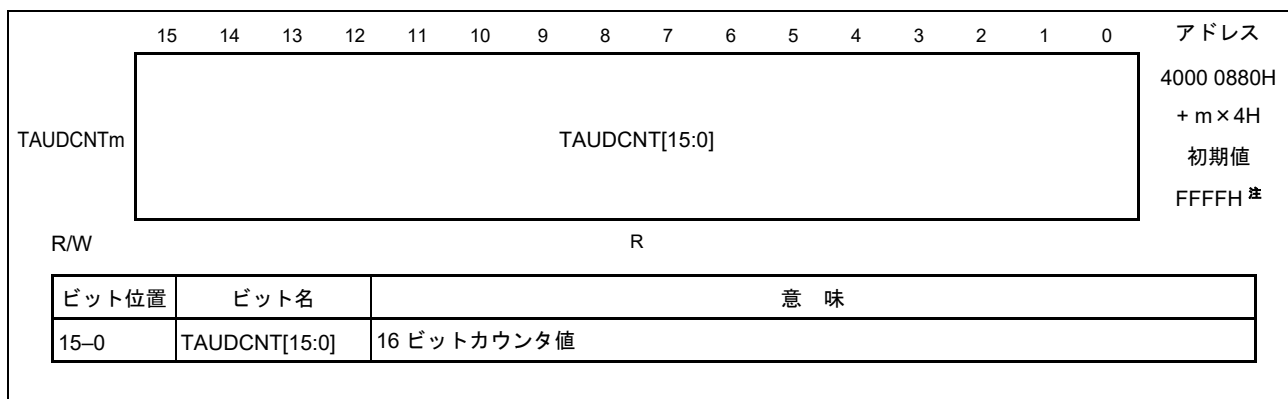 15 14 13 12 11 10 9 8 7 6 5 4 3 2 1 0 アドレス
4000 0880H
TAUDCNTm TAUDCNT[15:0] + m×4H
初期値
FFFFH 注
R/W R
ビット位置 ビット名 意 味
15–0 TAUDCNT[15:0] 16 ビットカウンタ値